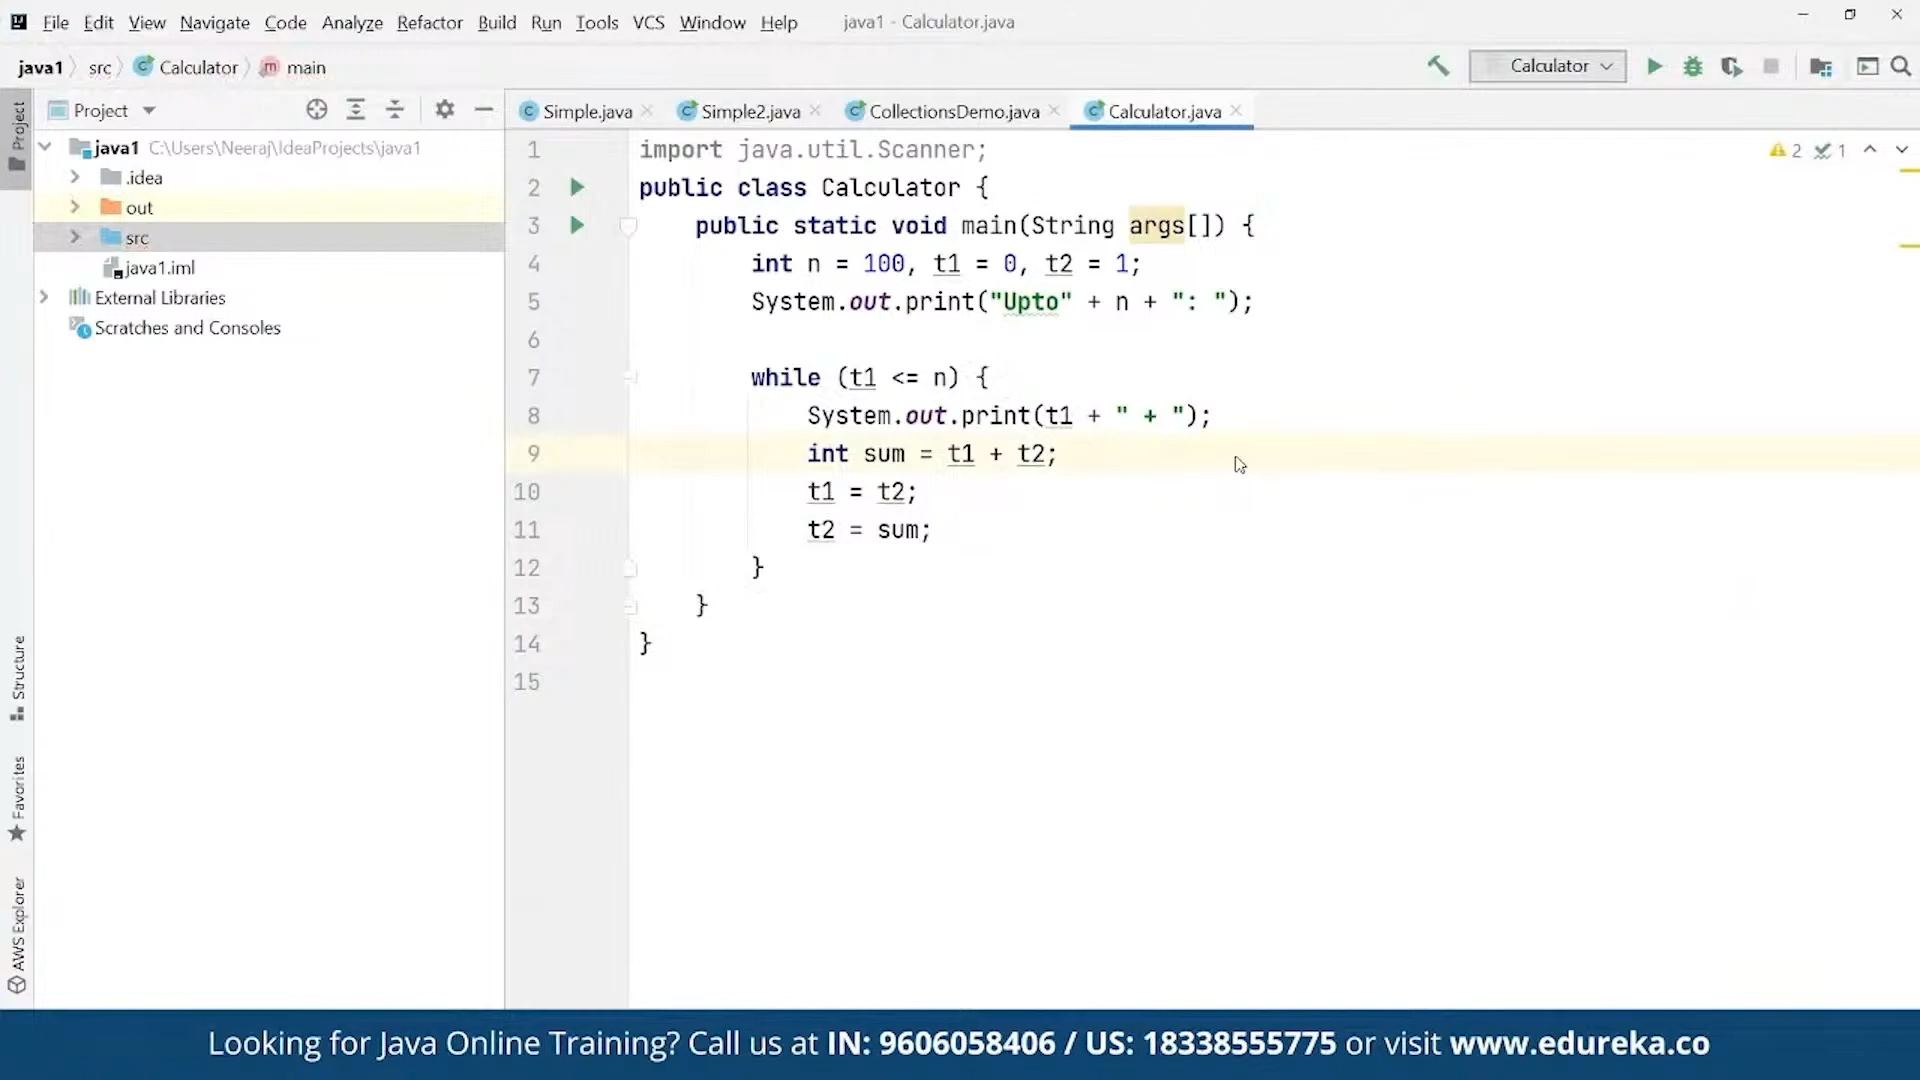 File Edit View Navigate Code Analyze Refactor Build Run Tools VCS Window Help java1 - Calculator.java
java1 src Calculator m main Calculator
Project Simple.java Simple2.java CollectionsDemo.java Calculator.java
Project
java1 C:\Users\Neeraj\IdeaProjects\java1
.idea
out
src
java1.iml
External Libraries
Scratches and Consoles
Structure
Favorites
AWS Explorer
2 1
1 import java.util.Scanner;
2 public class Calculator {
3 public static void main(String args[]) {
4 int n = 100, t1 = 0, t2 = 1;
5 System.out.print("Upto" + n + ": ");
6
7 while (t1 <= n) {
8 System.out.print(t1 + " + ");
9 int sum = t1 + t2;
10 t1 = t2;
11 t2 = sum;
12 }
13 }
14 }
15
Looking for Java Online Training? Call us at IN: 9606058406 / US: 18338555775 or visit www.edureka.co